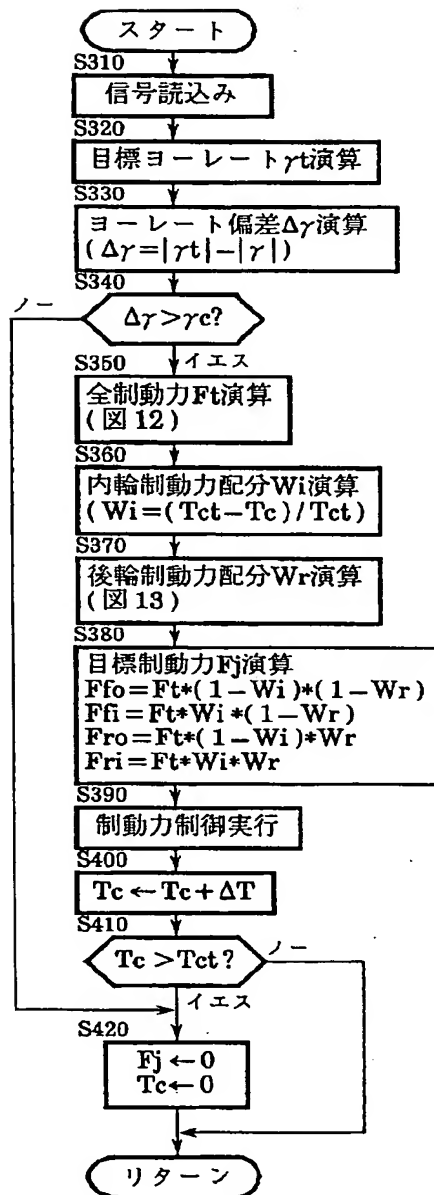 スタート
S310
信号読込み
S320
目標ヨーレートγt演算
S330
ヨーレート偏差Δγ演算
(Δγ=|γt|−|γ|)
S340
ノー
Δγ>γc?
S350
イエス
全制動力Ft演算
(図12)
S360
内輪制動力配分Wi演算
(Wi=(Tct−Tc)/Tct)
S370
後輪制動力配分Wr演算
(図13)
S380
目標制動力Fj演算
Ffo=Ft*(1−Wi)*(1−Wr)
Ffi=Ft*Wi*(1−Wr)
Fro=Ft*(1−Wi)*Wr
Fri=Ft*Wi*Wr
S390
制動力制御実行
S400
Tc←Tc+ΔT
S410
Tc>Tct?
ノー
イエス
S420
Fj←0
Tc←0
リターン